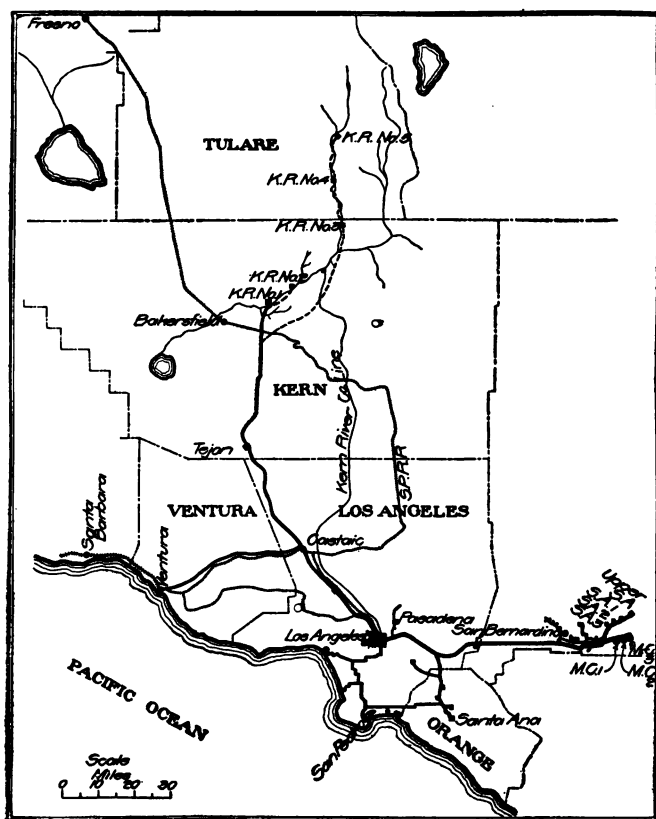 Fresno
TULARE
K.R. No.5
K.R. No.4
K.R. No.3
K.R. No.2
K.R. No.1
Bakersfield
KERN
Kern River Co Line
S.P.R.R.
Tejon
Santa
Barbara
VENTURA
LOS ANGELES
Ventura
Castaic
Pasadena
San Bernardino
Upper
Los Angeles
M.C.1
PACIFIC OCEAN
Santa Ana
ORANGE
Scale
Miles
0 10 20 30